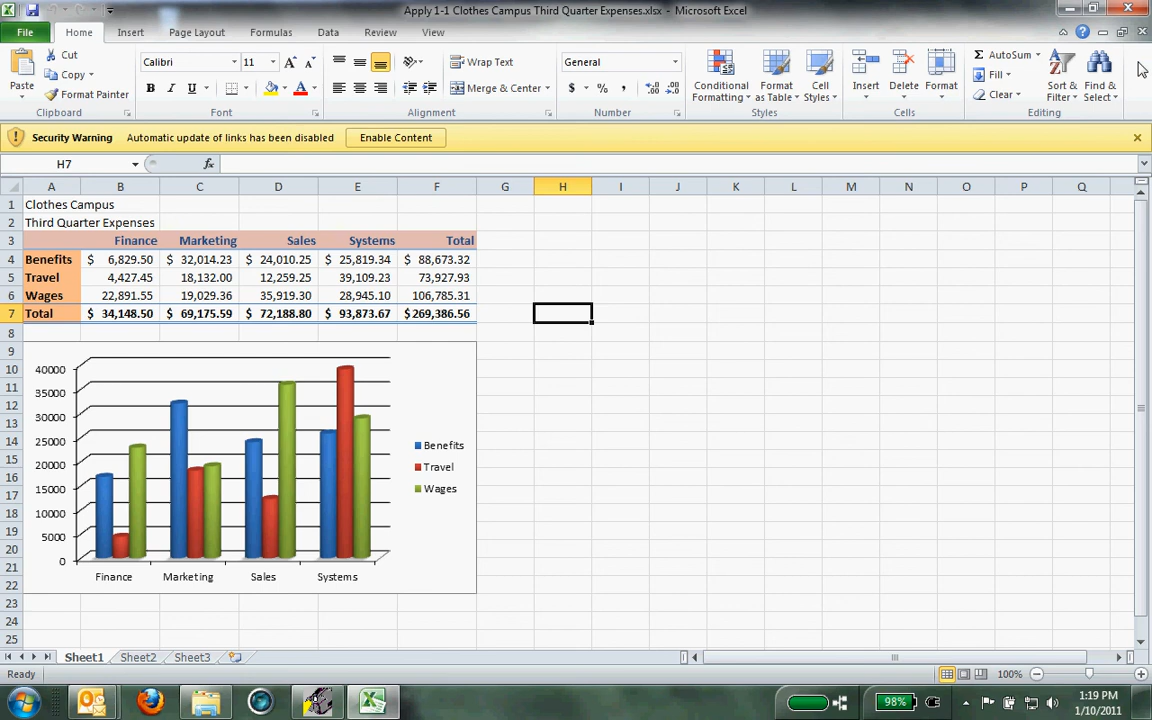 Apply 1-1 Clothes Campus Third Quarter Expenses.xlsx - Microsoft Excel
File Home Insert Page Layout Formulas Data Review View
Paste
Cut
Copy
Format Painter
Clipboard
Calibri 11
B I U A
Font
Wrap Text
Merge & Center
Alignment
General
$ % ,
Number
Conditional Formatting
Format as Table
Cell Styles
Styles
Insert Delete Format
Cells
AutoSum
Fill
Clear
Sort & Filter
Find & Select
Editing
Security Warning Automatic update of links has been disabled Enable Content
H7 fx
A B C D E F G H I J K L M N O P Q
1 Clothes Campus
2 Third Quarter Expenses
3 Finance Marketing Sales Systems Total
4 Benefits $ 6,829.50 $ 32,014.23 $ 24,010.25 $ 25,819.34 $ 88,673.32
5 Travel 4,427.45 18,132.00 12,259.25 39,109.23 73,927.93
6 Wages 22,891.55 19,029.36 35,919.30 28,945.10 106,785.31
7 Total $ 34,148.50 $ 69,175.59 $ 72,188.80 $ 93,873.67 $269,386.56
8
9
10
11
12
13
14
15
16
17
18
19
20
21
22
23
24
25
40000
35000
30000
25000
20000
15000
10000
5000
0
Finance Marketing Sales Systems
Benefits
Travel
Wages
Sheet1 Sheet2 Sheet3
Ready 100%
98% 1:19 PM
1/10/2011